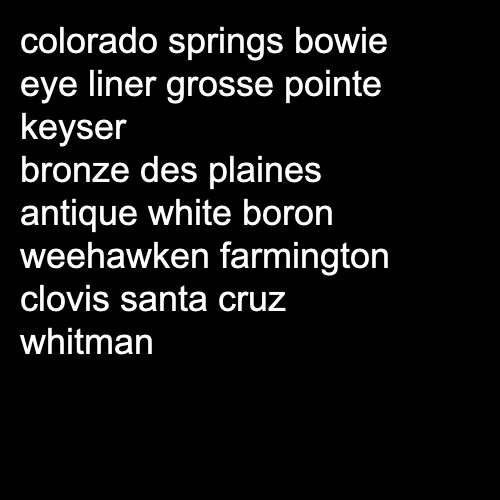 colorado springs bowie
eye liner grosse pointe
keyser
bronze des plaines
antique white boron
weehawken farmington
clovis santa cruz
whitman